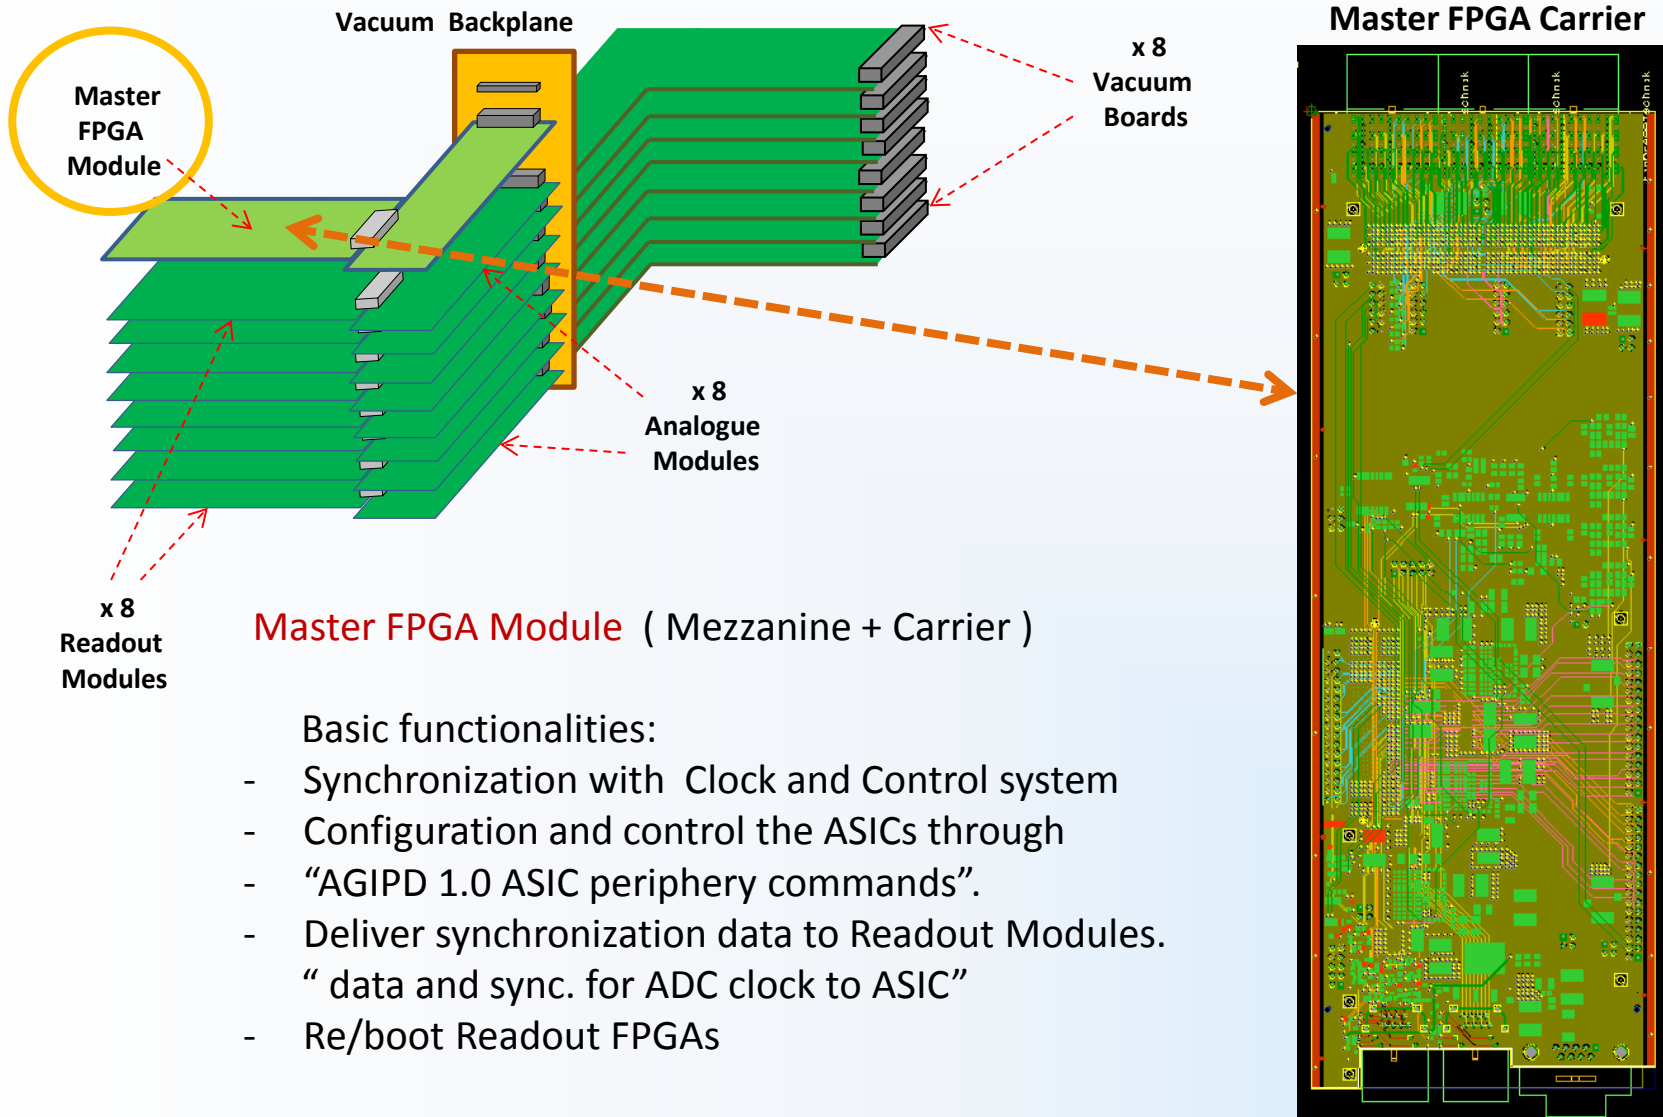 Vacuum Backplane
Master FPGA Carrier
Master
FPGA
Module
x 8
Vacuum
Boards
x 8
Analogue
Modules
x 8
Readout
Modules
Master FPGA Module ( Mezzanine + Carrier )
Basic functionalities:
- Synchronization with Clock and Control system
- Configuration and control the ASICs through
- “AGIPD 1.0 ASIC periphery commands”.
- Deliver synchronization data to Readout Modules.
“ data and sync. for ADC clock to ASIC”
- Re/boot Readout FPGAs